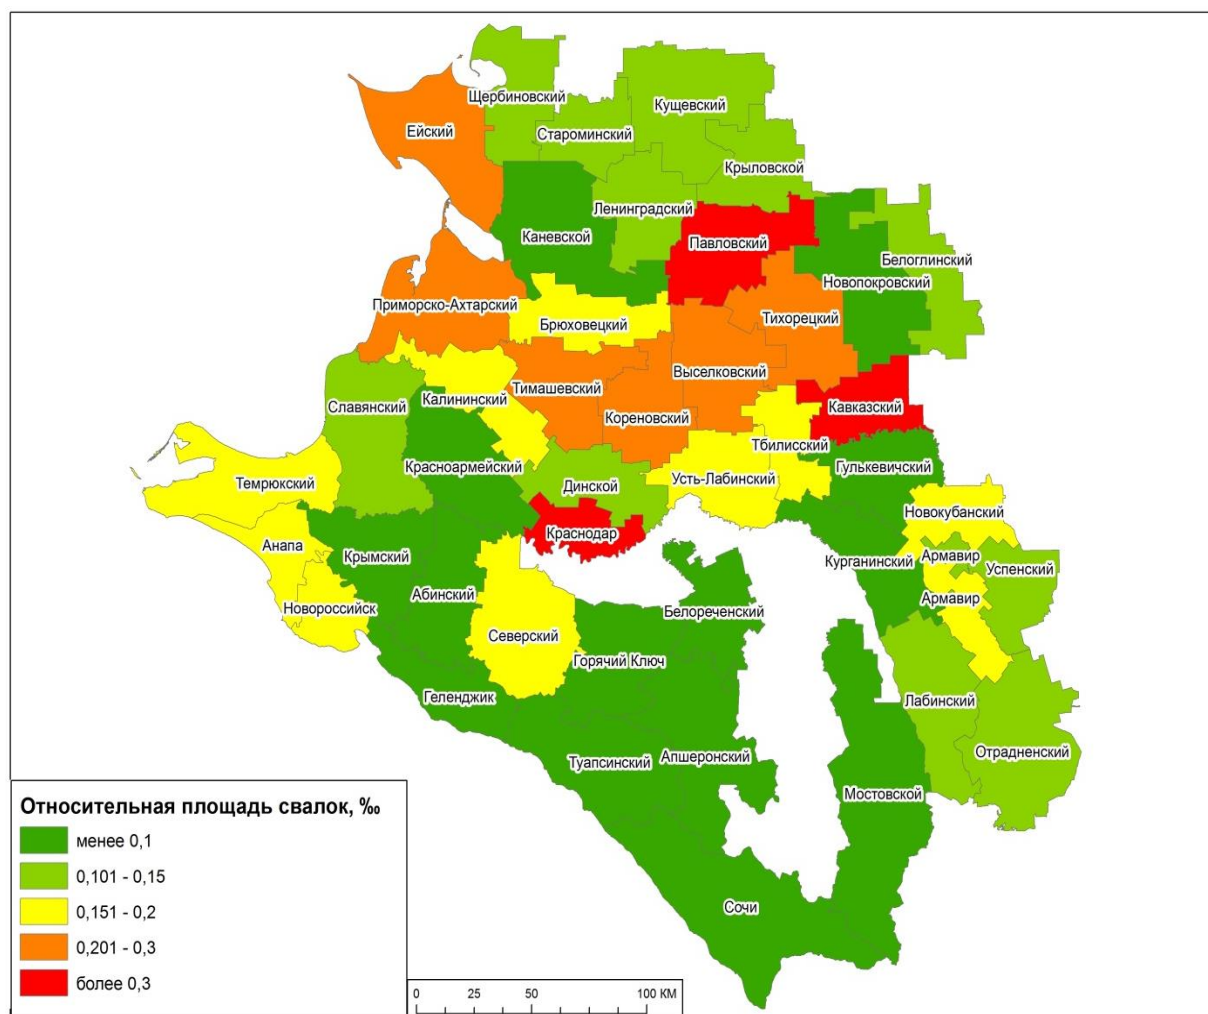 Щербиновский
Кущевский
Ейский
Староминский
Крыловской
Ленинградский
Каневской
Павловский
Белоглинский
Новопокровский
Приморско-Ахтарский
Тихорецкий
Брюховецкий
Выселковский
Тимашевский
Калининский
Славянский
Кавказский
Кореновский
Тбилисский
Красноармейский
Гулькевичский
Усть-Лабинский
Темрюкский
Динской
Новокубанский
Краснодар
Анапа
Крымский
Армавир
Курганинский
Успенский
Абинский
Армавир
Новороссийск
Белореченский
Северский
Горячий Ключ
Геленджик
Лабинский
Отрадненский
Апшеронский
Туапсинский
Мостовской
Сочи
Относительная площадь свалок, ‰
менее 0,1
0,101 - 0,15
0,151 - 0,2
0,201 - 0,3
более 0,3
0 25 50 100 КМ